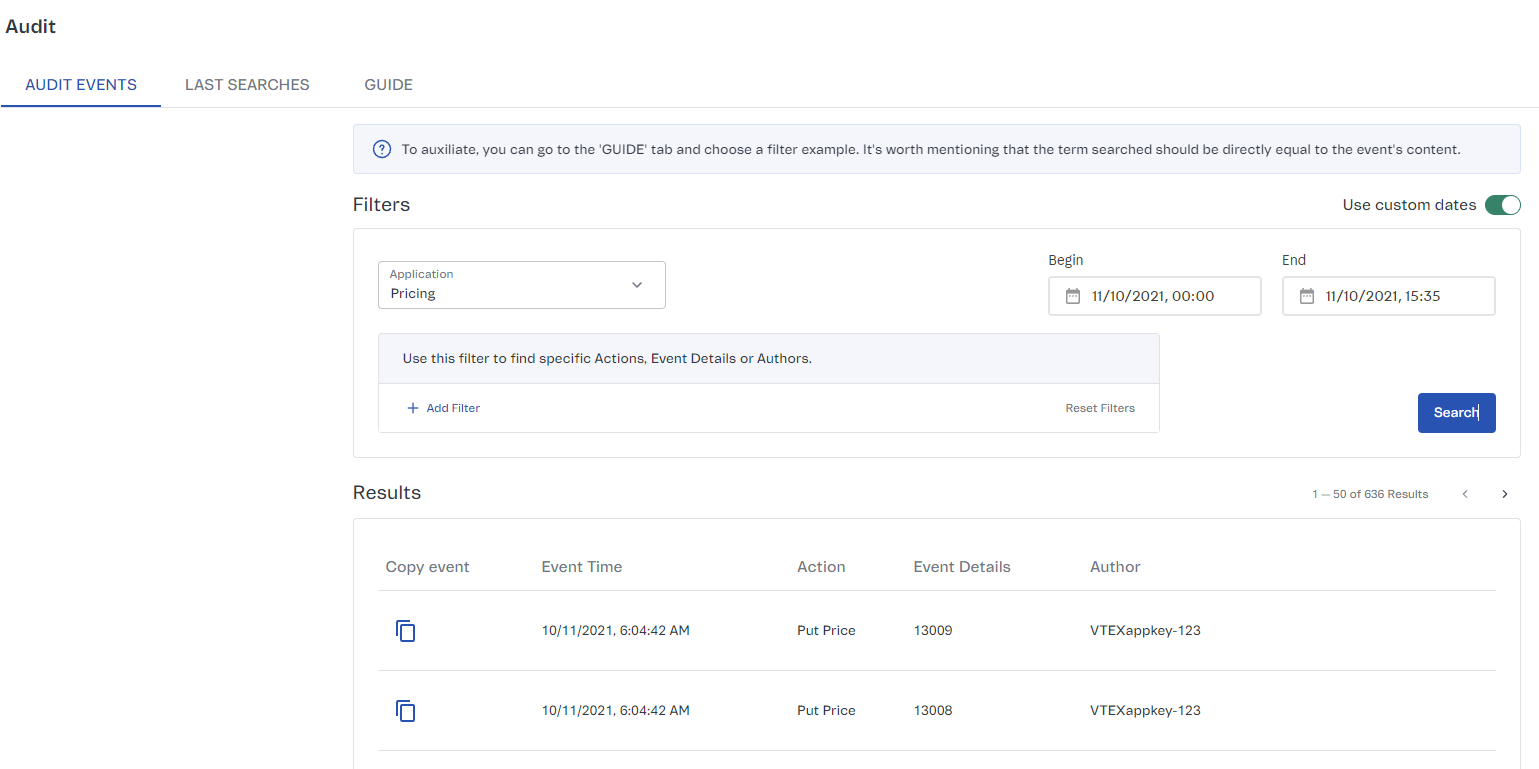 Audit
AUDIT EVENTS LAST SEARCHES GUIDE
To auxiliate, you can go to the 'GUIDE' tab and choose a filter example. It's worth mentioning that the term searched should be directly equal to the event's content.
Filters Use custom dates
Application
Pricing
Begin End
11/10/2021, 00:00 11/10/2021, 15:35
Use this filter to find specific Actions, Event Details or Authors.
Add Filter Reset Filters
Search
Results 1 — 50 of 636 Results
Copy event Event Time Action Event Details Author
10/11/2021, 6:04:42 AM Put Price 13009 VTEXappkey-123
10/11/2021, 6:04:42 AM Put Price 13008 VTEXappkey-123